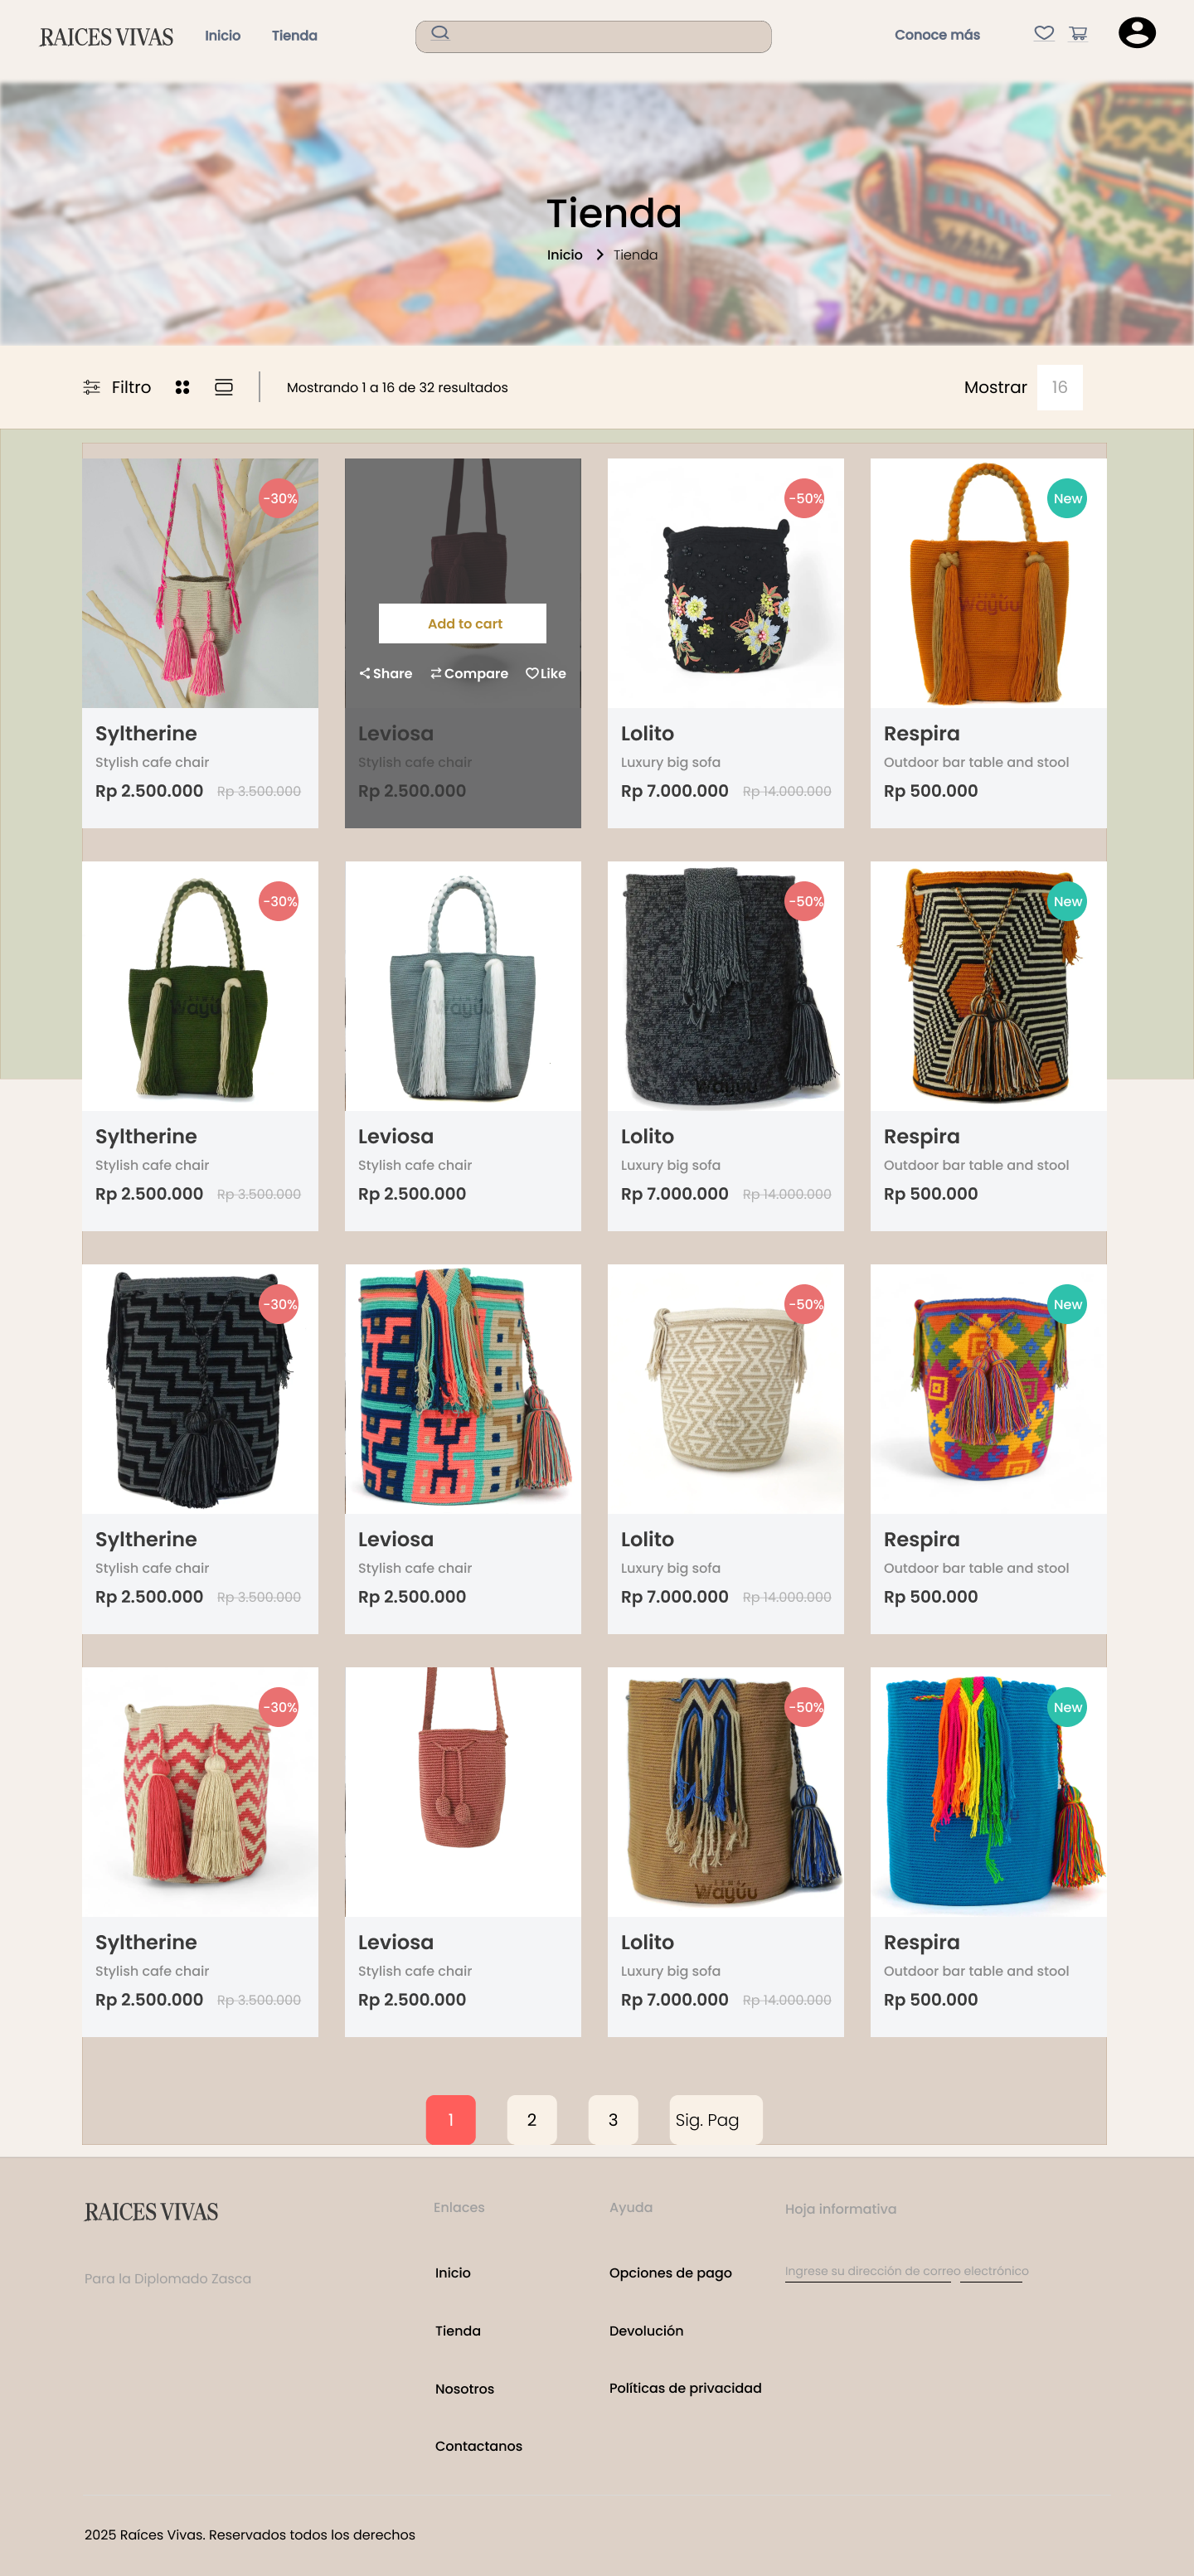 RAICES VIVAS
Inicio
Tienda
Conoce más
Tienda
Inicio
Tienda
Filtro
Mostrando 1 a 16 de 32 resultados
Mostrar
16
-30%
Add to cart
Share
Compare
Like
-50%
New
Wayúu
Syltherine
Stylish cafe chair
Rp 2.500.000 Rp 3.500.000
Leviosa
Stylish cafe chair
Rp 2.500.000
Lolito
Luxury big sofa
Rp 7.000.000 Rp 14.000.000
Respira
Outdoor bar table and stool
Rp 500.000
-30%
Wayúu
Wayúu
-50%
Wayúu
New
Syltherine
Stylish cafe chair
Rp 2.500.000 Rp 3.500.000
Leviosa
Stylish cafe chair
Rp 2.500.000
Lolito
Luxury big sofa
Rp 7.000.000 Rp 14.000.000
Respira
Outdoor bar table and stool
Rp 500.000
-30%
-50%
New
Syltherine
Stylish cafe chair
Rp 2.500.000 Rp 3.500.000
Leviosa
Stylish cafe chair
Rp 2.500.000
Lolito
Luxury big sofa
Rp 7.000.000 Rp 14.000.000
Respira
Outdoor bar table and stool
Rp 500.000
-30%
-50%
Wayúu
New
Syltherine
Stylish cafe chair
Rp 2.500.000 Rp 3.500.000
Leviosa
Stylish cafe chair
Rp 2.500.000
Lolito
Luxury big sofa
Rp 7.000.000 Rp 14.000.000
Respira
Outdoor bar table and stool
Rp 500.000
1
2
3
Sig. Pag
RAICES VIVAS
Para la Diplomado Zasca
Enlaces
Inicio
Tienda
Nosotros
Contactanos
Ayuda
Opciones de pago
Devolución
Políticas de privacidad
Hoja informativa
Ingrese su dirección de correo electrónico
2025 Raíces Vivas. Reservados todos los derechos